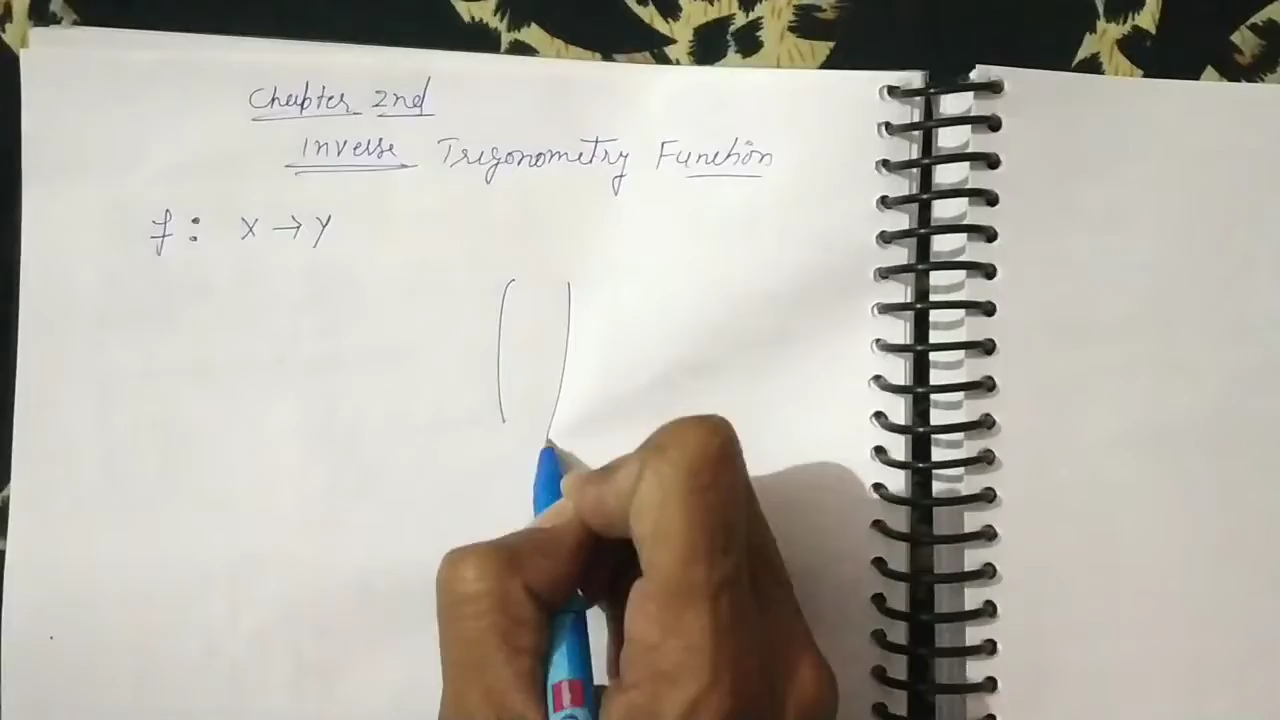 Chapter 2nd
Inverse Trigonometry Function
f : X → Y